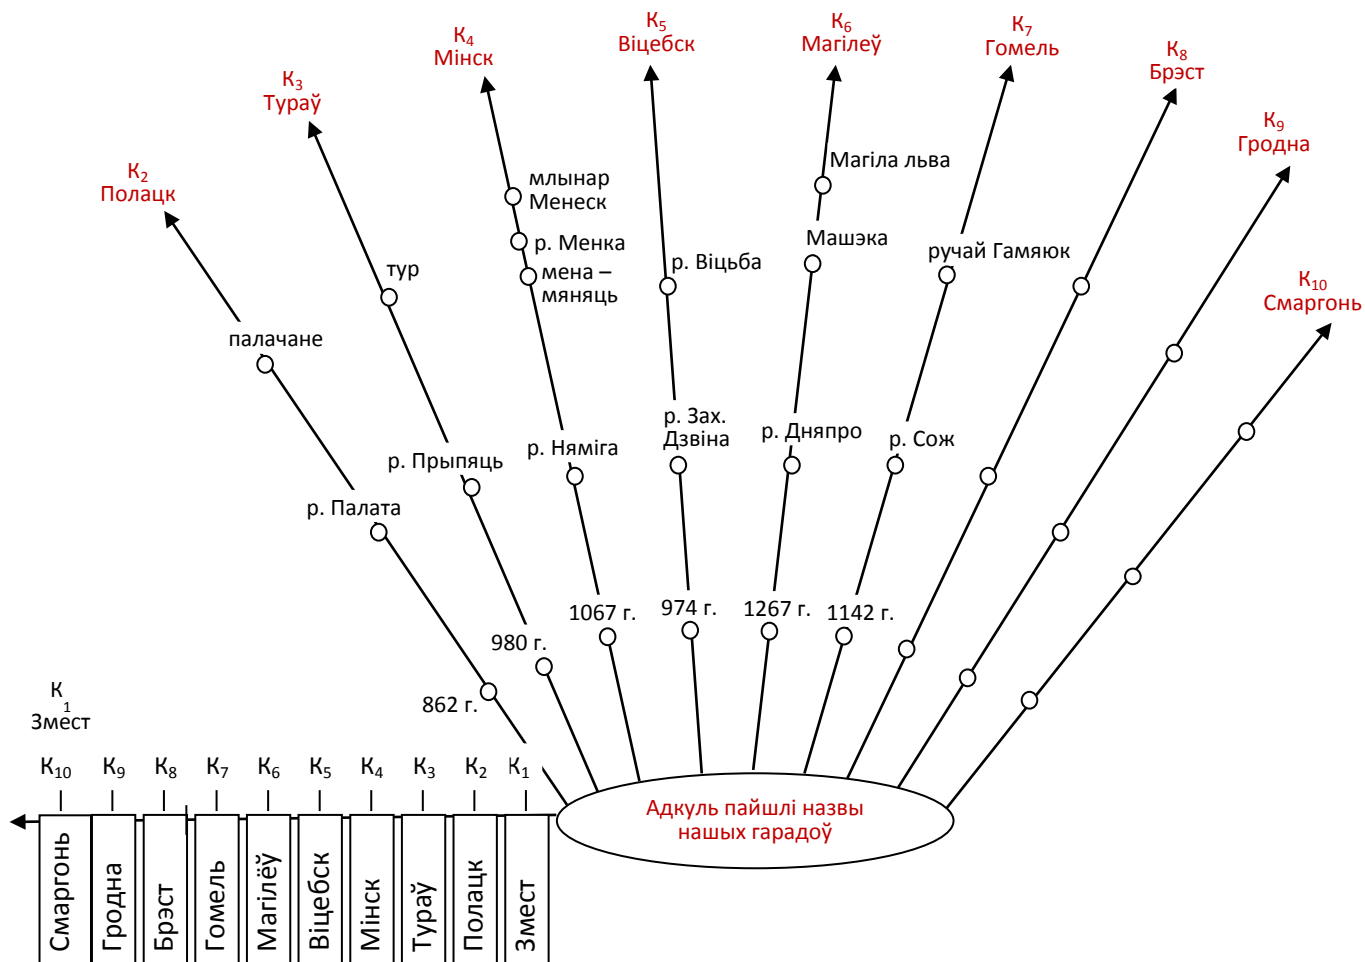 К5
Віцебск
К6
Магілеў
К7
Гомель
К4
Мінск
К8
Брэст
К3
Тураў
К9
Гродна
К2
Полацк
К10
Смаргонь
млынар
Менеск
р. Менка
мена –
мяняць
тур
палачане
р. Віцьба
Магіла льва
Машэка
ручай Гамяюк
р. Палата
р. Прыпяць
р. Няміга
р. Зах.
Дзвіна
р. Дняпро
р. Сож
862 г.
980 г.
1067 г.
974 г.
1267 г.
1142 г.
К
1
Змест
К10 К9 К8 К7 К6 К5 К4 К3 К2 К1
Смаргонь
Гродна
Брэст
Гомель
Магілёў
Віцебск
Мінск
Тураў
Полацк
Змест
Адкуль пайшлі назвы
нашых гарадоў